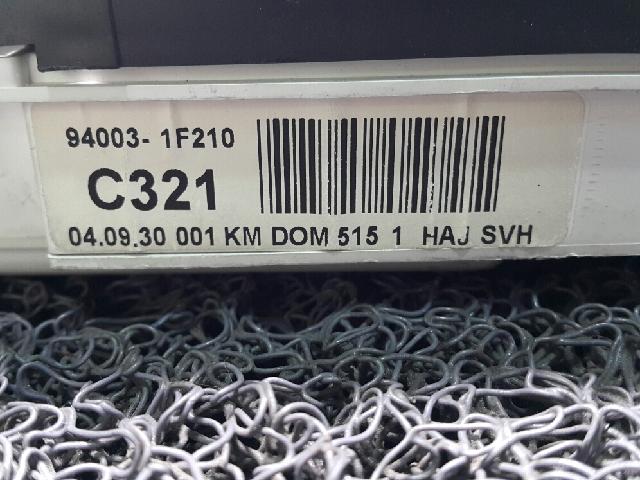 94003- 1F210
C321
04.09.30 001 KM DOM 515 1 HAJ SVH